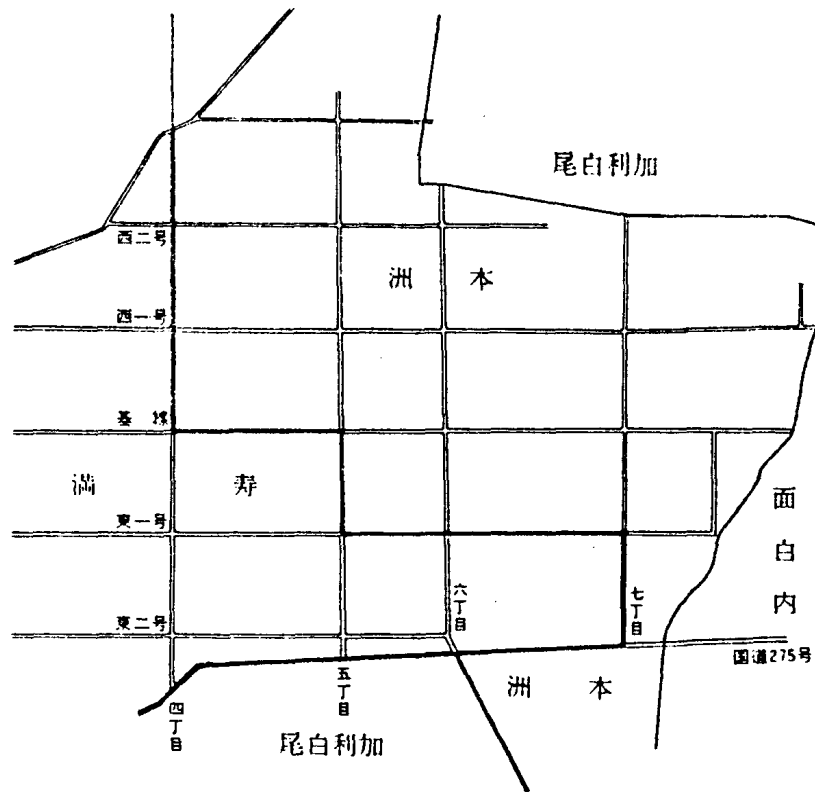 尾白利加
西二号
洲本
西一号
基線
満寿
東一号
面白内
六丁目
七丁目
東二号
国道275号
五丁目
洲本
四丁目
尾白利加